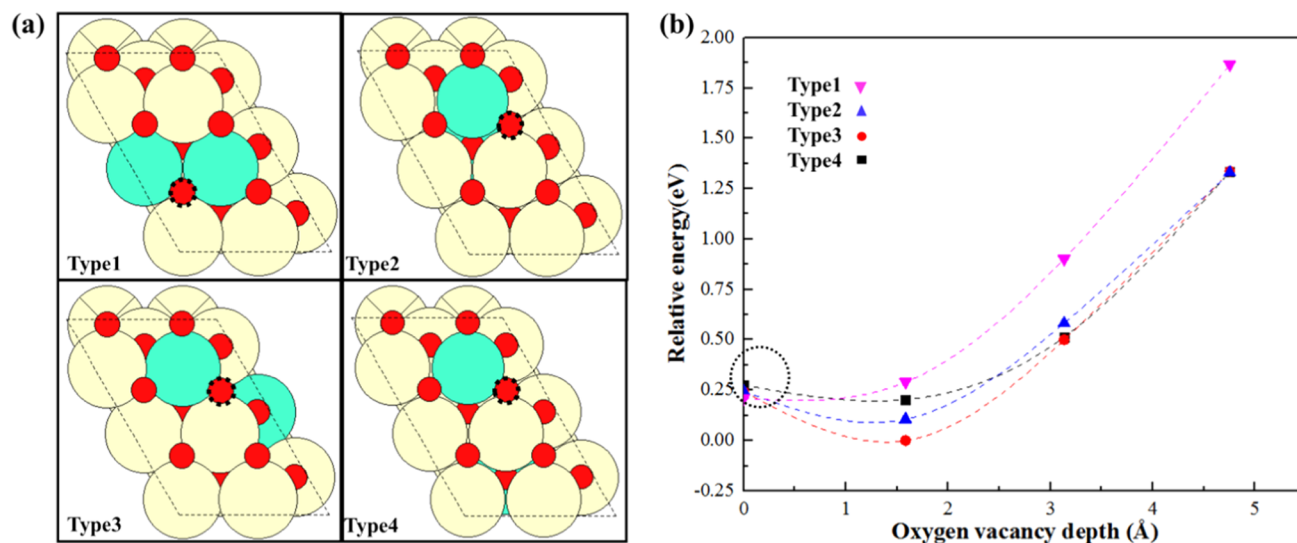 (a)
Type1
Type2
Type3
Type4
(b)
Relative energy(eV)
2.00
1.75
1.50
1.25
1.00
0.75
0.50
0.25
0.00
-0.25
Type1
Type2
Type3
Type4
0 1 2 3 4 5
Oxygen vacancy depth (Å)